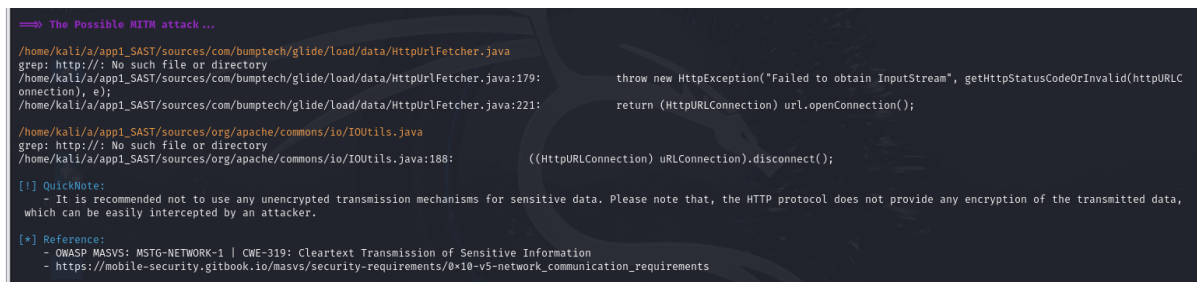 ==>> The Possible MITM attack...
/home/kali/a/app1_SAST/sources/com/bumptech/glide/load/data/HttpUrlFetcher.java
grep: http://: No such file or directory
/home/kali/a/app1_SAST/sources/com/bumptech/glide/load/data/HttpUrlFetcher.java:179:            throw new HttpException("Failed to obtain InputStream", getHttpStatusCodeOrInvalid(httpURLC
onnection), e);
/home/kali/a/app1_SAST/sources/com/bumptech/glide/load/data/HttpUrlFetcher.java:221:            return (HttpURLConnection) url.openConnection();
/home/kali/a/app1_SAST/sources/org/apache/commons/io/IOUtils.java
grep: http://: No such file or directory
/home/kali/a/app1_SAST/sources/org/apache/commons/io/IOUtils.java:188:            ((HttpURLConnection) uRLConnection).disconnect();
[!] QuickNote:
- It is recommended not to use any unencrypted transmission mechanisms for sensitive data. Please note that, the HTTP protocol does not provide any encryption of the transmitted data,
which can be easily intercepted by an attacker.
[*] Reference:
- OWASP MASVS: MSTG-NETWORK-1 | CWE-319: Cleartext Transmission of Sensitive Information
- https://mobile-security.gitbook.io/masvs/security-requirements/0x10-v5-network_communication_requirements